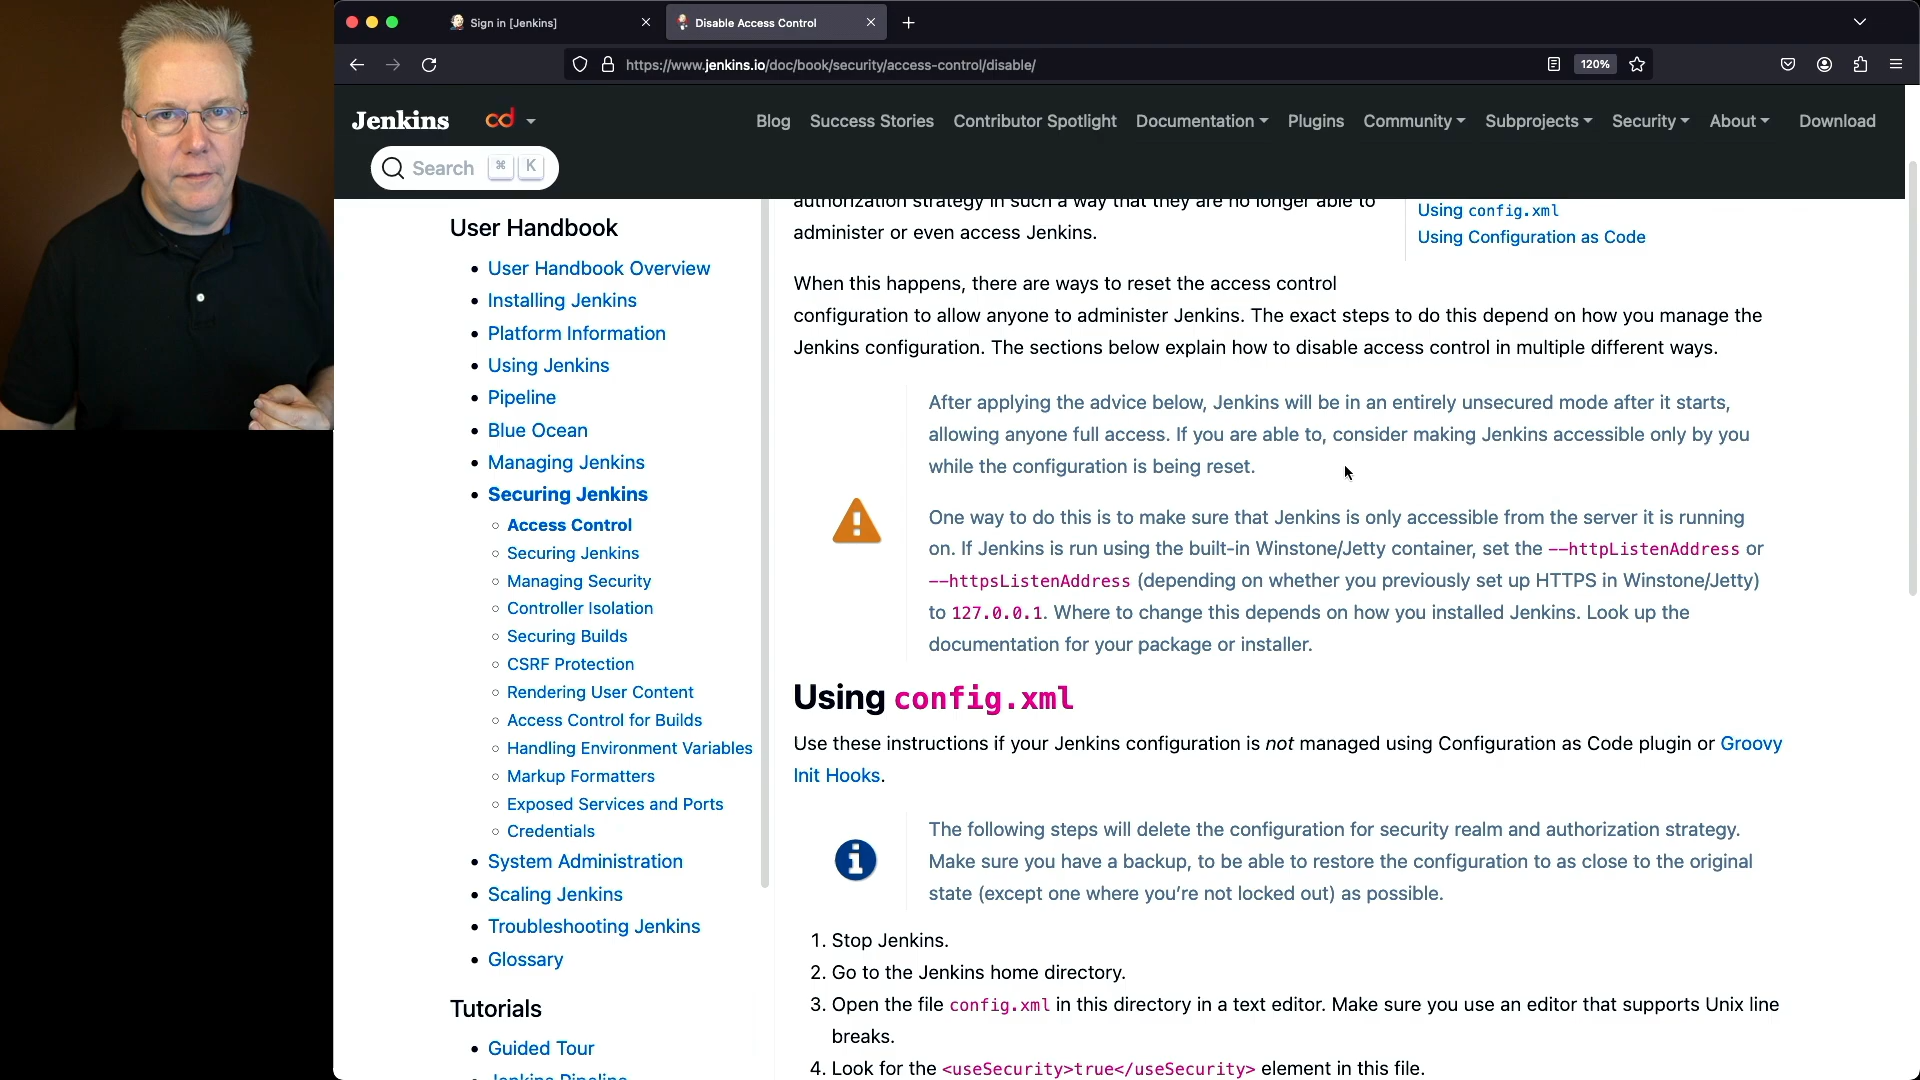 Sign in [Jenkins]
Disable Access Control
https://www.jenkins.io/doc/book/security/access-control/disable/
120%
Jenkins
cd
Blog
Success Stories
Contributor Spotlight
Documentation
Plugins
Community
Subprojects
Security
About
Download
Search ⌘ K
User Handbook
User Handbook Overview
Installing Jenkins
Platform Information
Using Jenkins
Pipeline
Blue Ocean
Managing Jenkins
Securing Jenkins
Access Control
Securing Jenkins
Managing Security
Controller Isolation
Securing Builds
CSRF Protection
Rendering User Content
Access Control for Builds
Handling Environment Variables
Markup Formatters
Exposed Services and Ports
Credentials
System Administration
Scaling Jenkins
Troubleshooting Jenkins
Glossary
Tutorials
Guided Tour
Jenkins Pipeline
authorization strategy in such a way that they are no longer able to
administer or even access Jenkins.
Using config.xml
Using Configuration as Code
When this happens, there are ways to reset the access control
configuration to allow anyone to administer Jenkins. The exact steps to do this depend on how you manage the
Jenkins configuration. The sections below explain how to disable access control in multiple different ways.
After applying the advice below, Jenkins will be in an entirely unsecured mode after it starts,
allowing anyone full access. If you are able to, consider making Jenkins accessible only by you
while the configuration is being reset.
One way to do this is to make sure that Jenkins is only accessible from the server it is running
on. If Jenkins is run using the built-in Winstone/Jetty container, set the --httpListenAddress or
--httpsListenAddress (depending on whether you previously set up HTTPS in Winstone/Jetty)
to 127.0.0.1. Where to change this depends on how you installed Jenkins. Look up the
documentation for your package or installer.
Using config.xml
Use these instructions if your Jenkins configuration is not managed using Configuration as Code plugin or Groovy
Init Hooks.
The following steps will delete the configuration for security realm and authorization strategy.
Make sure you have a backup, to be able to restore the configuration to as close to the original
state (except one where you're not locked out) as possible.
1. Stop Jenkins.
2. Go to the Jenkins home directory.
3. Open the file config.xml in this directory in a text editor. Make sure you use an editor that supports Unix line
breaks.
4. Look for the <useSecurity>true</useSecurity> element in this file.